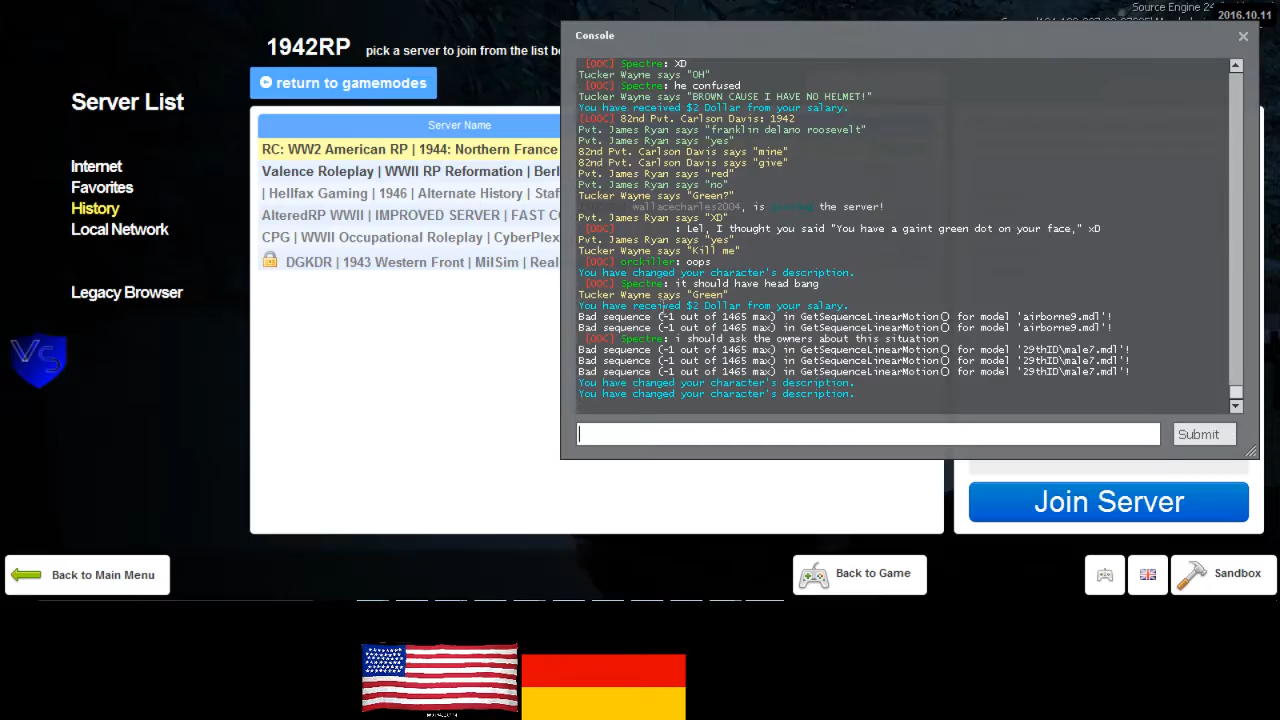 Source Engine 24
2016.10.11
1942RP pick a server to join from the list be
return to gamemodes
Server List
Internet
Favorites
History
Local Network
Legacy Browser
VS
Server Name
RC: WW2 American RP | 1944: Northern France
Valence Roleplay | WWII RP Reformation | Berl
| Hellfax Gaming | 1946 | Alternate History | Staf
AlteredRP WWII | IMPROVED SERVER | FAST CO
CPG | WWII Occupational Roleplay | CyberPlex
DGKDR | 1943 Western Front | MilSim | Real
Console
[OOC] Spectre: XD
Tucker Wayne says "OH"
[OOC] Spectre: he confused
Tucker Wayne says "BROWN CAUSE I HAVE NO HELMET!"
You have received $2 Dollar from your salary.
[LOOC] 82nd Pvt. Carlson Davis: 1942
Pvt. James Ryan says "franklin delano roosevelt"
Pvt. James Ryan says "yes"
82nd Pvt. Carlson Davis says "mine"
82nd Pvt. Carlson Davis says "give"
Pvt. James Ryan says "red"
Pvt. James Ryan says "no"
Tucker Wayne says "Green?"
wallacecharles2004, is joining the server!
Pvt. James Ryan says "XD"
[OOC] : Lel, I thought you said "You have a gaint green dot on your face," xD
Pvt. James Ryan says "yes"
Tucker Wayne says "Kill me"
[OOC] orckiller: oops
You have changed your character's description.
[OOC] Spectre: it should have head bang
Tucker Wayne says "Green"
You have received $2 Dollar from your salary.
Bad sequence (-1 out of 1465 max) in GetSequenceLinearMotion() for model 'airborne9.mdl'!
Bad sequence (-1 out of 1465 max) in GetSequenceLinearMotion() for model 'airborne9.mdl'!
[OOC] Spectre: i should ask the owners about this situation
Bad sequence (-1 out of 1465 max) in GetSequenceLinearMotion() for model '29thID\male7.mdl'!
Bad sequence (-1 out of 1465 max) in GetSequenceLinearMotion() for model '29thID\male7.mdl'!
Bad sequence (-1 out of 1465 max) in GetSequenceLinearMotion() for model '29thID\male7.mdl'!
You have changed your character's description.
You have changed your character's description.
Submit
Join Server
Back to Main Menu
Back to Game
Sandbox